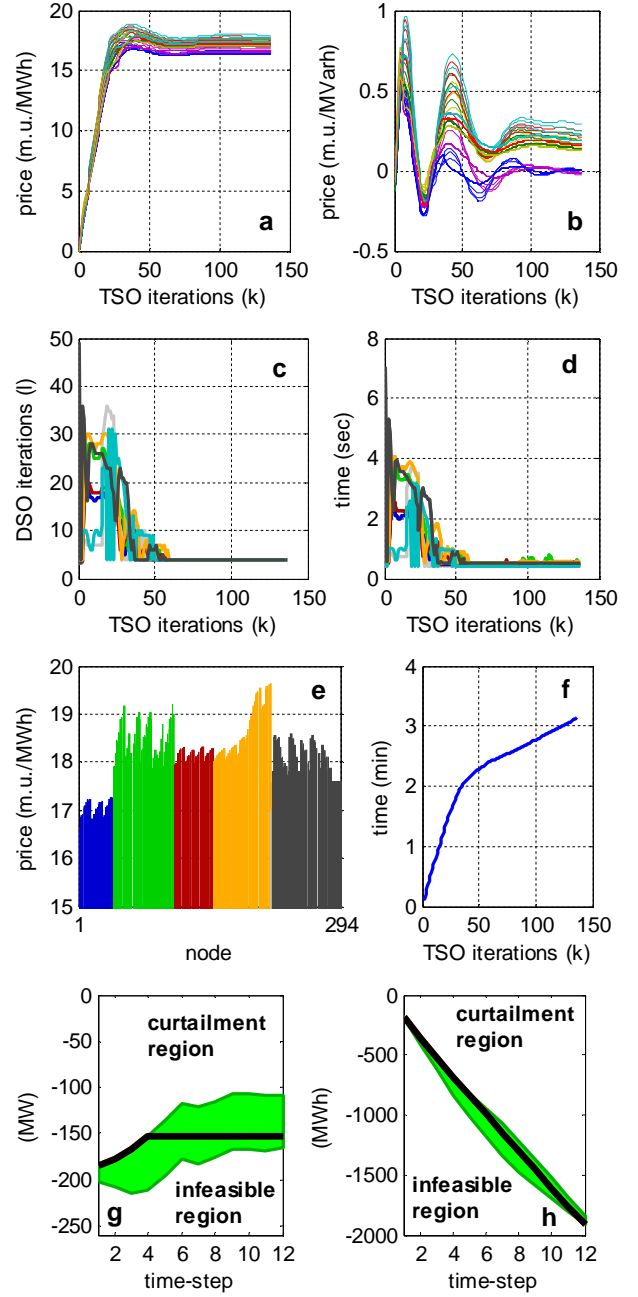 20
15
10
5
0
price (m.u./MWh)
a
0 50 100 150
TSO iterations (k)
1
0.5
0
-0.5
price (m.u./MVarh)
b
0 50 100 150
TSO iterations (k)
50
40
30
20
10
0
DSO iterations (l)
c
0 50 100 150
TSO iterations (k)
8
6
4
2
0
time (sec)
d
0 50 100 150
TSO iterations (k)
20
19
18
17
16
15
price (m.u./MWh)
e
1 294
node
4
3
2
1
0
time (min)
f
0 50 100 150
TSO iterations (k)
0
-50
-100
-150
-200
-250
(MW)
curtailment
region
infeasible
region
g
2 4 6 8 10 12
time-step
0
-500
-1000
-1500
-2000
(MWh)
curtailment
region
infeasible
region
h
2 4 6 8 10 12
time-step